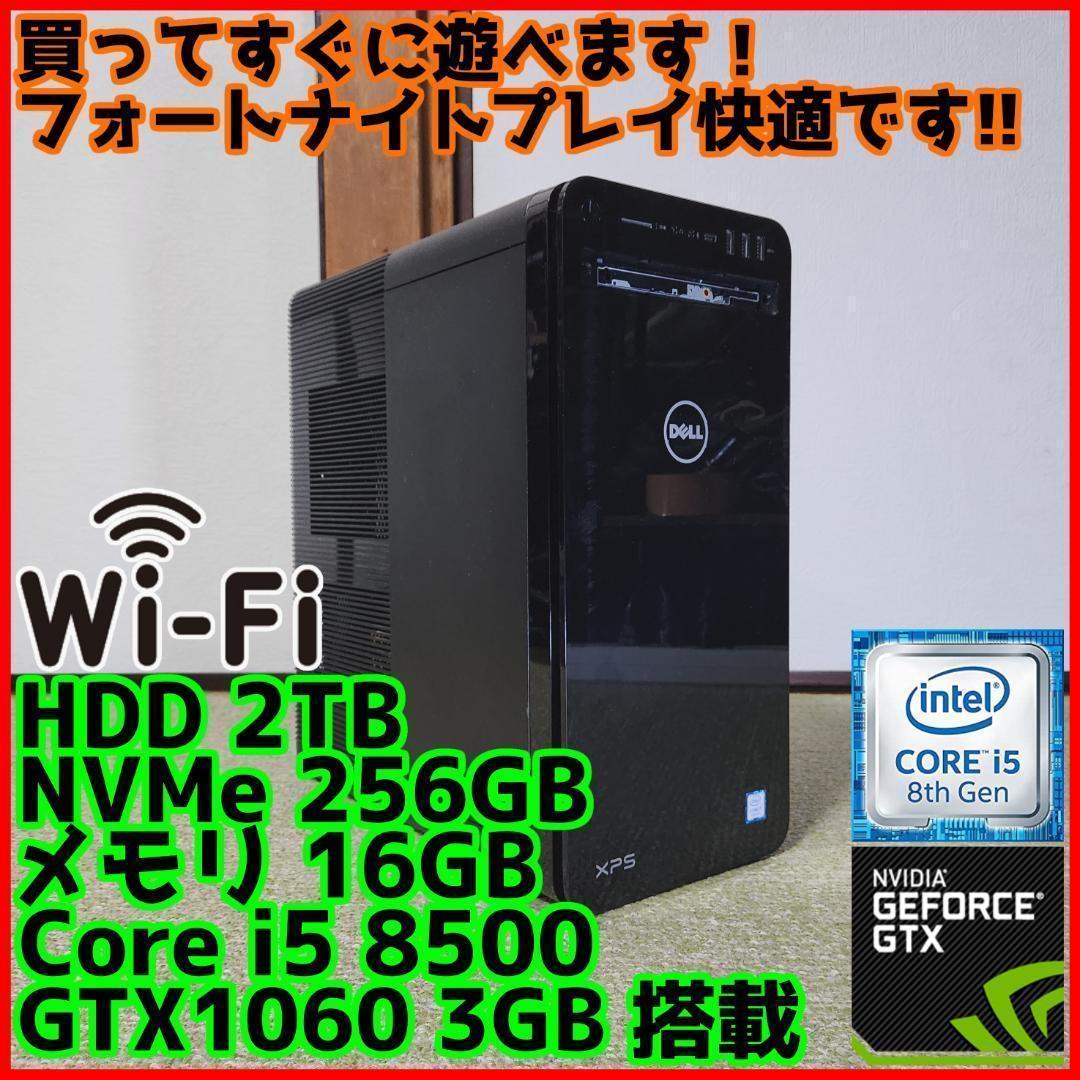 買ってすぐに遊べます！
フォートナイトプレイ快適です!!
DELL
Wi-Fi
HDD 2TB
NVMe 256GB
メモリ 16GB
Core i5 8500
GTX1060 3GB 搭載
XPS
intel®
CORE™ i5
8th Gen
NVIDIA®
GEFORCE®
GTX